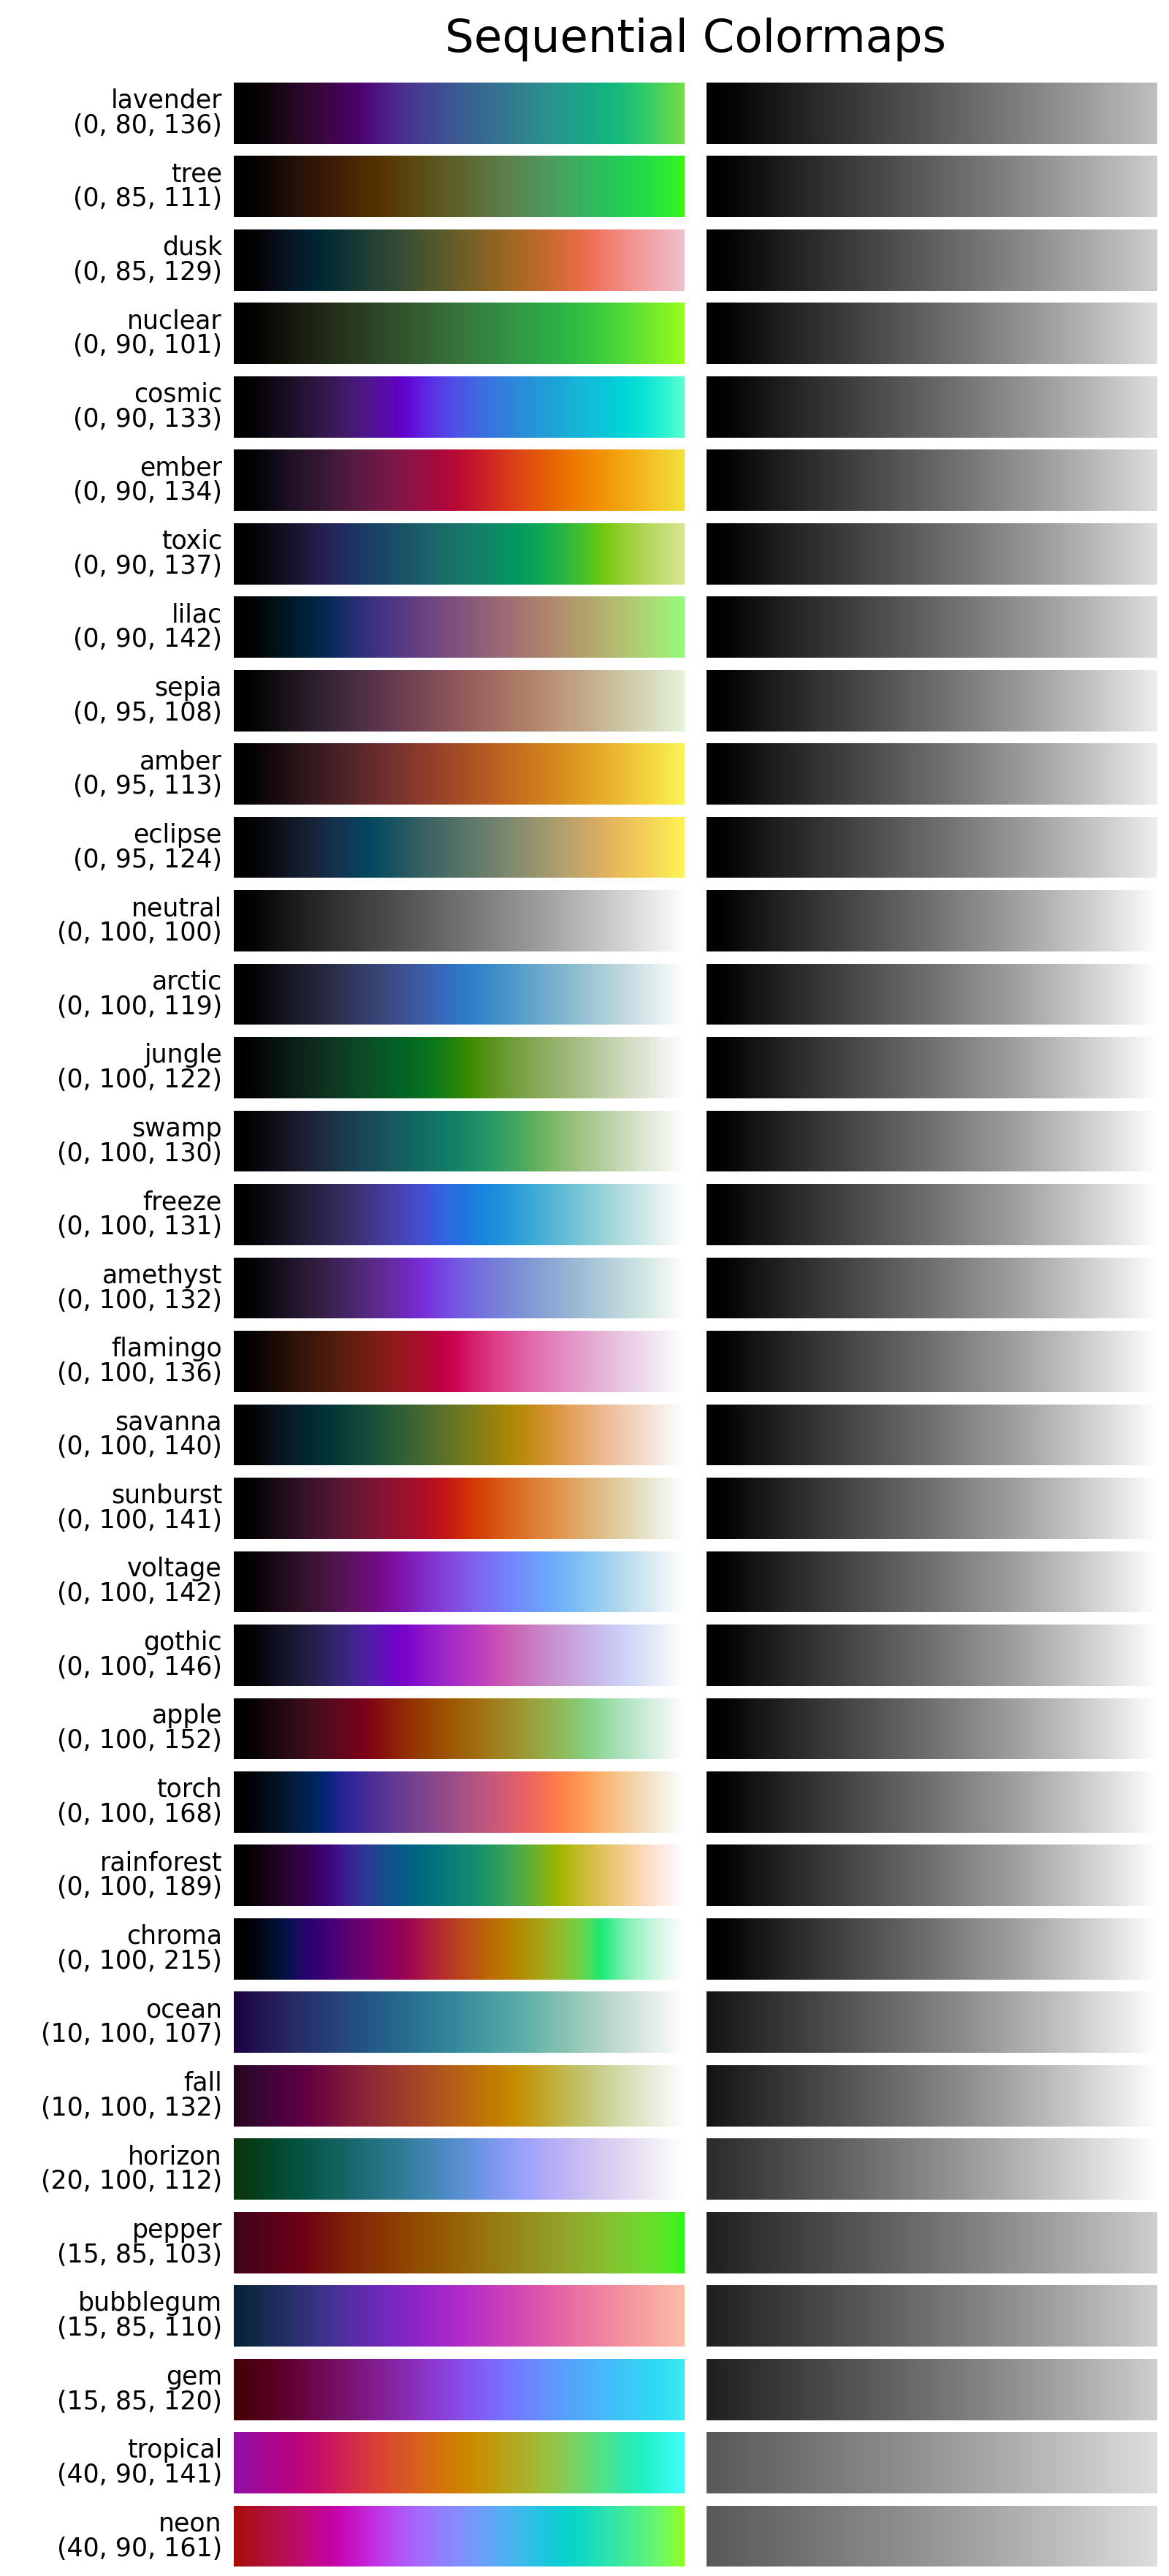 Sequential Colormaps
lavender
(0, 80, 136)
tree
(0, 85, 111)
dusk
(0, 85, 129)
nuclear
(0, 90, 101)
cosmic
(0, 90, 133)
ember
(0, 90, 134)
toxic
(0, 90, 137)
lilac
(0, 90, 142)
sepia
(0, 95, 108)
amber
(0, 95, 113)
eclipse
(0, 95, 124)
neutral
(0, 100, 100)
arctic
(0, 100, 119)
jungle
(0, 100, 122)
swamp
(0, 100, 130)
freeze
(0, 100, 131)
amethyst
(0, 100, 132)
flamingo
(0, 100, 136)
savanna
(0, 100, 140)
sunburst
(0, 100, 141)
voltage
(0, 100, 142)
gothic
(0, 100, 146)
apple
(0, 100, 152)
torch
(0, 100, 168)
rainforest
(0, 100, 189)
chroma
(0, 100, 215)
ocean
(10, 100, 107)
fall
(10, 100, 132)
horizon
(20, 100, 112)
pepper
(15, 85, 103)
bubblegum
(15, 85, 110)
gem
(15, 85, 120)
tropical
(40, 90, 141)
neon
(40, 90, 161)